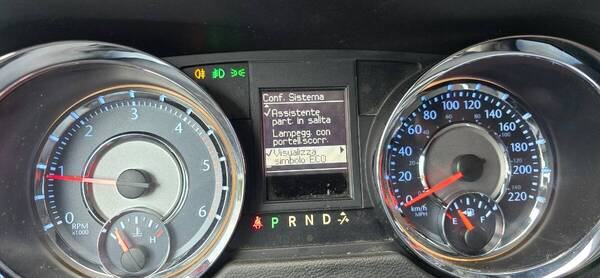 Conf. Sistema
✓Assistente
part in salita
Lampegg. con
portell.scorr.
✓Visualizza
simbolo ECO
0 1 2 3 4 5 6
RPM
x1000
C H
P R N D
0 20 40 60 80 100 120 140 160 180 200 220
km/h
MPH
E F